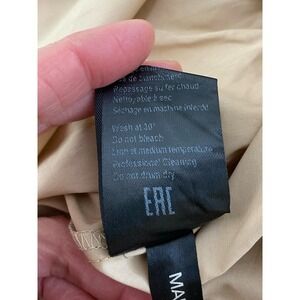 Repassage au fer chaud
Nettoyable à sec
Séchage en machine interdit
Wash at 30°
Do not bleach
Iron at medium temperature
Professional Cleaning
Do not drum dry
EAC
MA